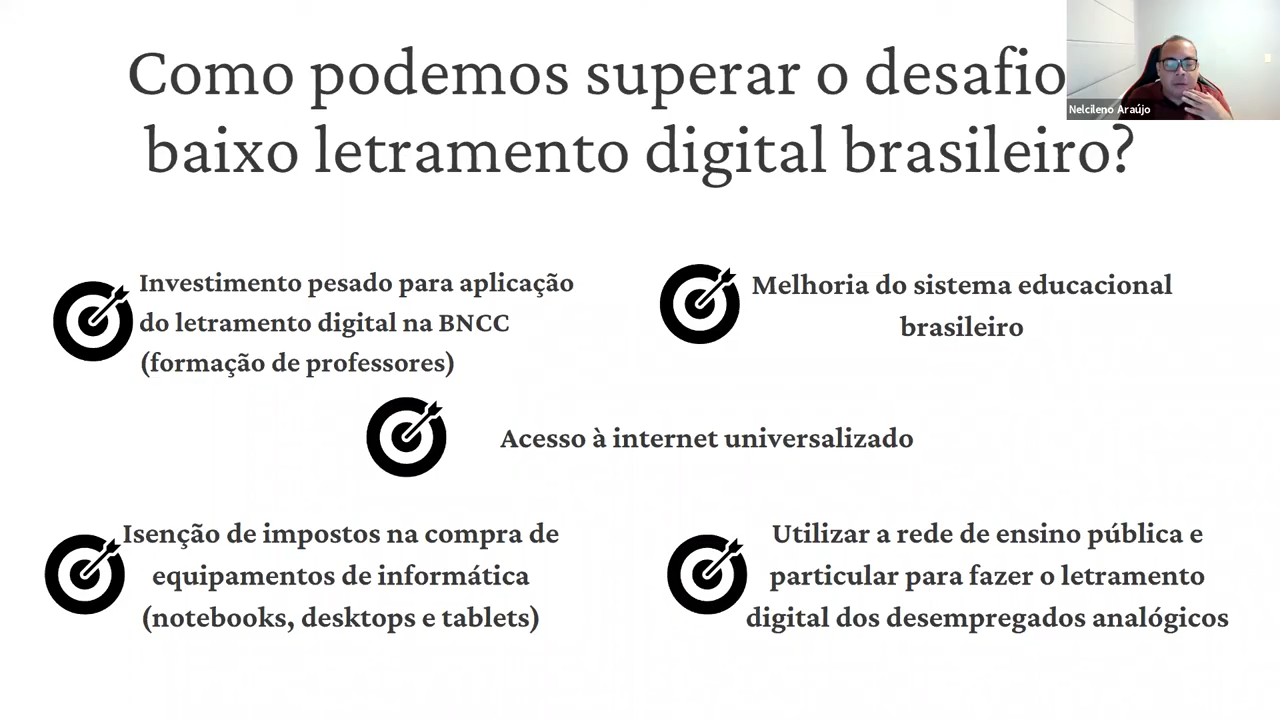 Como podemos superar o desafio
baixo letramento digital brasileiro?
Nelcileno Araújo
Investimento pesado para aplicação
do letramento digital na BNCC
(formação de professores)
Melhoria do sistema educacional
brasileiro
Acesso à internet universalizado
Isenção de impostos na compra de
equipamentos de informática
(notebooks, desktops e tablets)
Utilizar a rede de ensino pública e
particular para fazer o letramento
digital dos desempregados analógicos